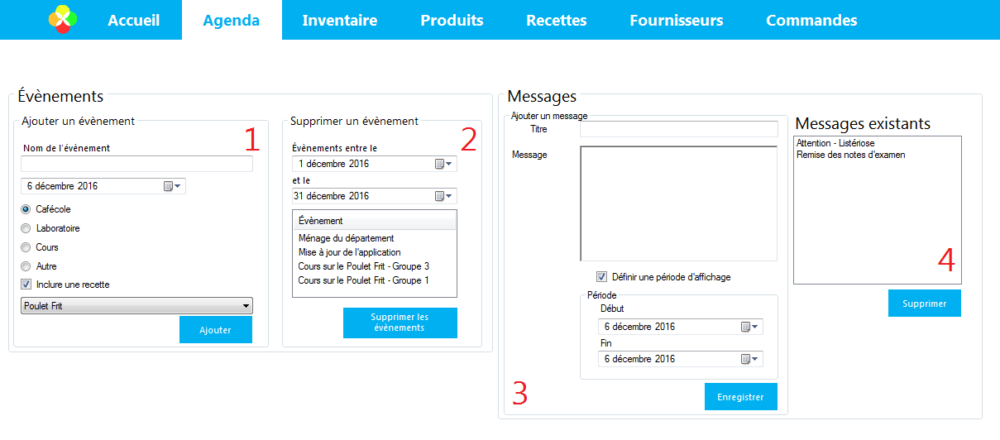 Accueil Agenda Inventaire Produits Recettes Fournisseurs Commandes
Évènements
Ajouter un évènement
1
Nom de l'évènement
6 décembre 2016
Cafécole
Laboratoire
Cours
Autre
Inclure une recette
Poulet Frit
Ajouter
Supprimer un évènement
2
Évènements entre le
1 décembre 2016
et le
31 décembre 2016
Évènement
Ménage du département
Mise à jour de l'application
Cours sur le Poulet Frit - Groupe 3
Cours sur le Poulet Frit - Groupe 1
Supprimer les
évènements
Messages
Ajouter un message
Titre
Message
Définir une période d'affichage
Période
Début
6 décembre 2016
Fin
6 décembre 2016
3
Enregistrer
Messages existants
Attention - Listériose
Remise des notes d'examen
4
Supprimer